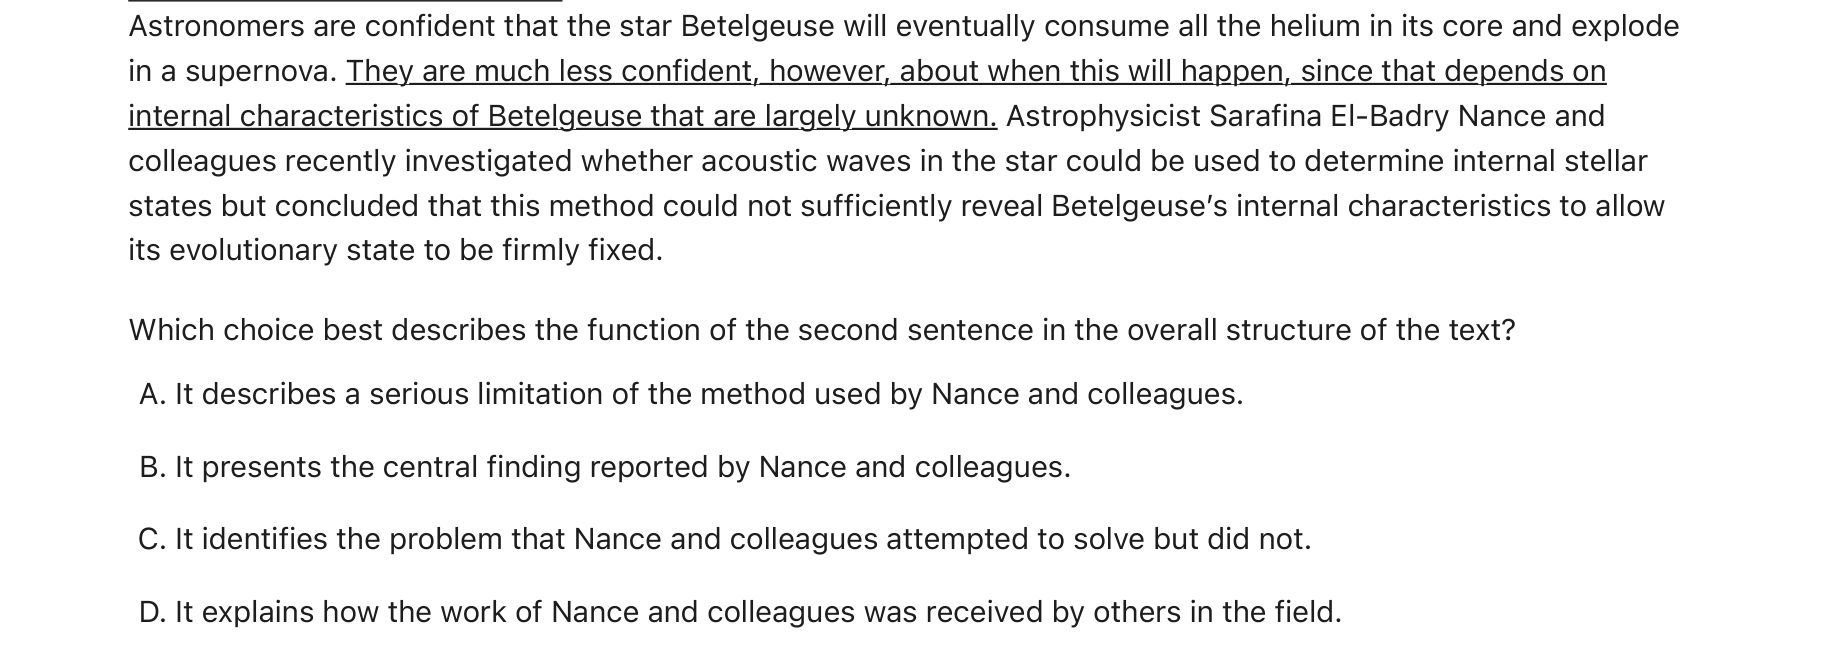 Astronomers are confident that the star Betelgeuse will eventually consume all the helium in its core and explode
in a supernova. They are much less confident, however, about when this will happen, since that depends on
internal characteristics of Betelgeuse that are largely unknown. Astrophysicist Sarafina El-Badry Nance and
colleagues recently investigated whether acoustic waves in the star could be used to determine internal stellar
states but concluded that this method could not sufficiently reveal Betelgeuse’s internal characteristics to allow
its evolutionary state to be firmly fixed.
Which choice best describes the function of the second sentence in the overall structure of the text?
A. It describes a serious limitation of the method used by Nance and colleagues.
B. It presents the central finding reported by Nance and colleagues.
C. It identifies the problem that Nance and colleagues attempted to solve but did not.
D. It explains how the work of Nance and colleagues was received by others in the field.